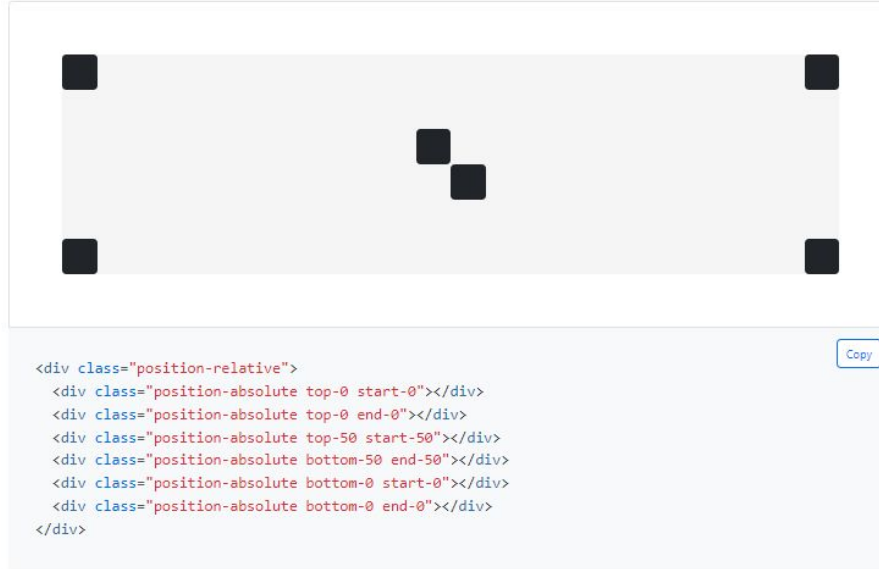 Copy
<div class="position-relative">
  <div class="position-absolute top-0 start-0"></div>
  <div class="position-absolute top-0 end-0"></div>
  <div class="position-absolute top-50 start-50"></div>
  <div class="position-absolute bottom-50 end-50"></div>
  <div class="position-absolute bottom-0 start-0"></div>
  <div class="position-absolute bottom-0 end-0"></div>
</div>